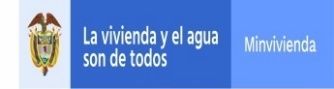 La vivienda y el agua
son de todos
Minvivienda